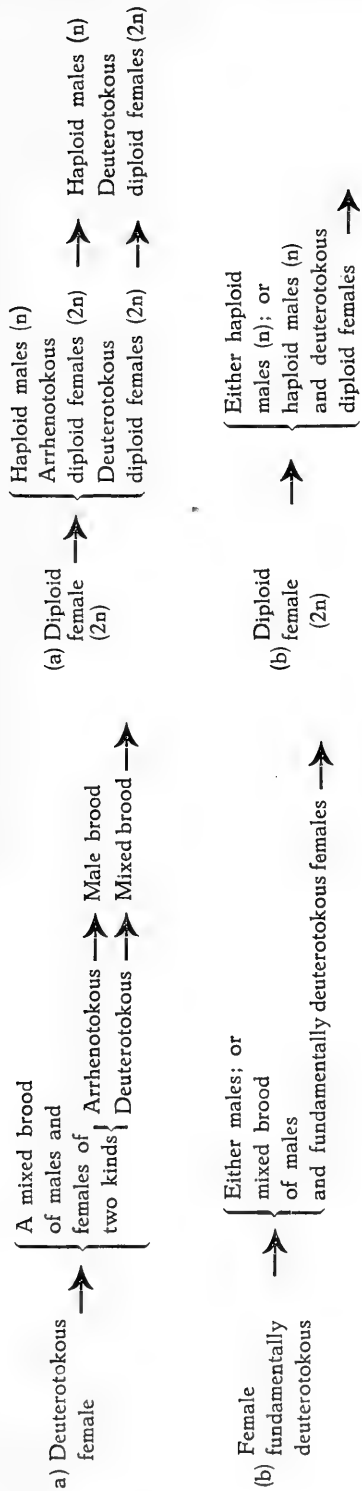 a) Deuterotokous
female
A mixed brood
of males and
females of
two kinds
Arrhenotokous
Deuterotokous
Male brood
Mixed brood
Female
(b) fundamentally
deuterotokous
Either males; or
mixed brood
of males
and fundamentally deuterotokous females
(a) Diploid
female
(2n)
Haploid males (n)
Arrhenotokous
diploid females (2n)
Deuterotokous
diploid females (2n)
Haploid males (n)
Deuterotokous
diploid females (2n)
(b) Diploid
female
(2n)
Either haploid
males (n); or
haploid males (n)
and deuterotokous
diploid females